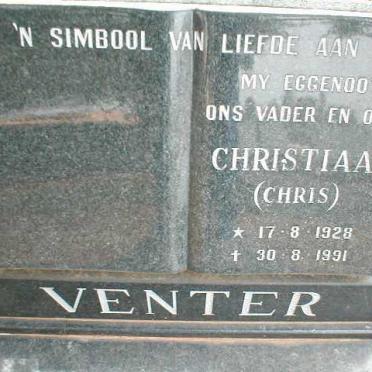 'N SIMBOOL VAN LIEFDE AAN
MY EGGENOO
ONS VADER EN O
CHRISTIAA
(CHRIS)
★ 17-8-1928
✝ 30-8-1991
VENTER